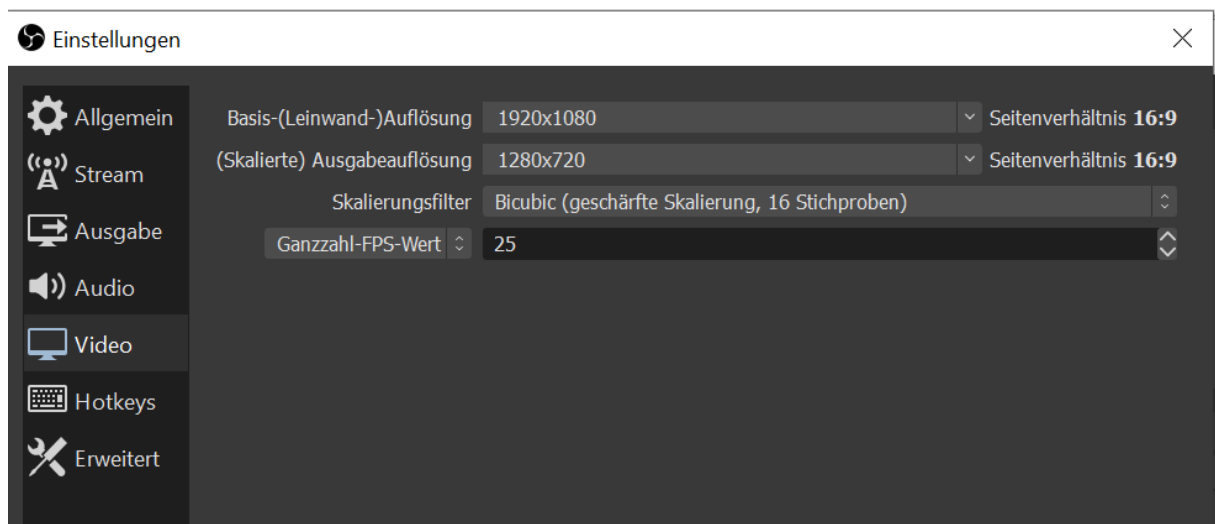 Einstellungen
Allgemein
Stream
Ausgabe
Audio
Video
Hotkeys
Erweitert
Basis-(Leinwand-)Auflösung 1920x1080 Seitenverhältnis 16:9
(Skalierte) Ausgabeauflösung 1280x720 Seitenverhältnis 16:9
Skalierungsfilter Bicubic (geschärfte Skalierung, 16 Stichproben)
Ganzzahl-FPS-Wert 25